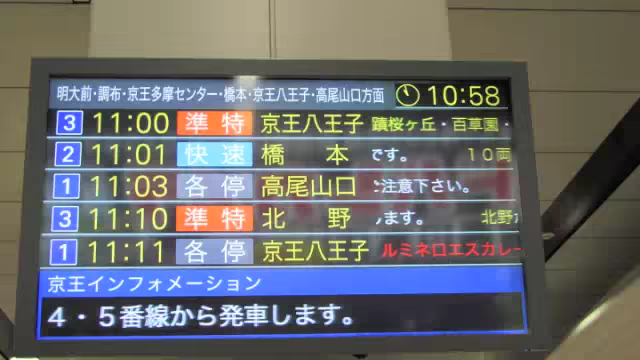 明大前・調布・京王多摩センター・橋本・京王八王子・高尾山口方面 10:58
3 11:00 準特 京王八王子 蹟桜ヶ丘・百草園・
2 11:01 快速 橋本 です。 10両
1 11:03 各停 高尾山口 ご注意下さい。
3 11:10 準特 北野 ます。 北野
1 11:11 各停 京王八王子 ルミネロエスカレー
京王インフォメーション
4・5番線から発車します。